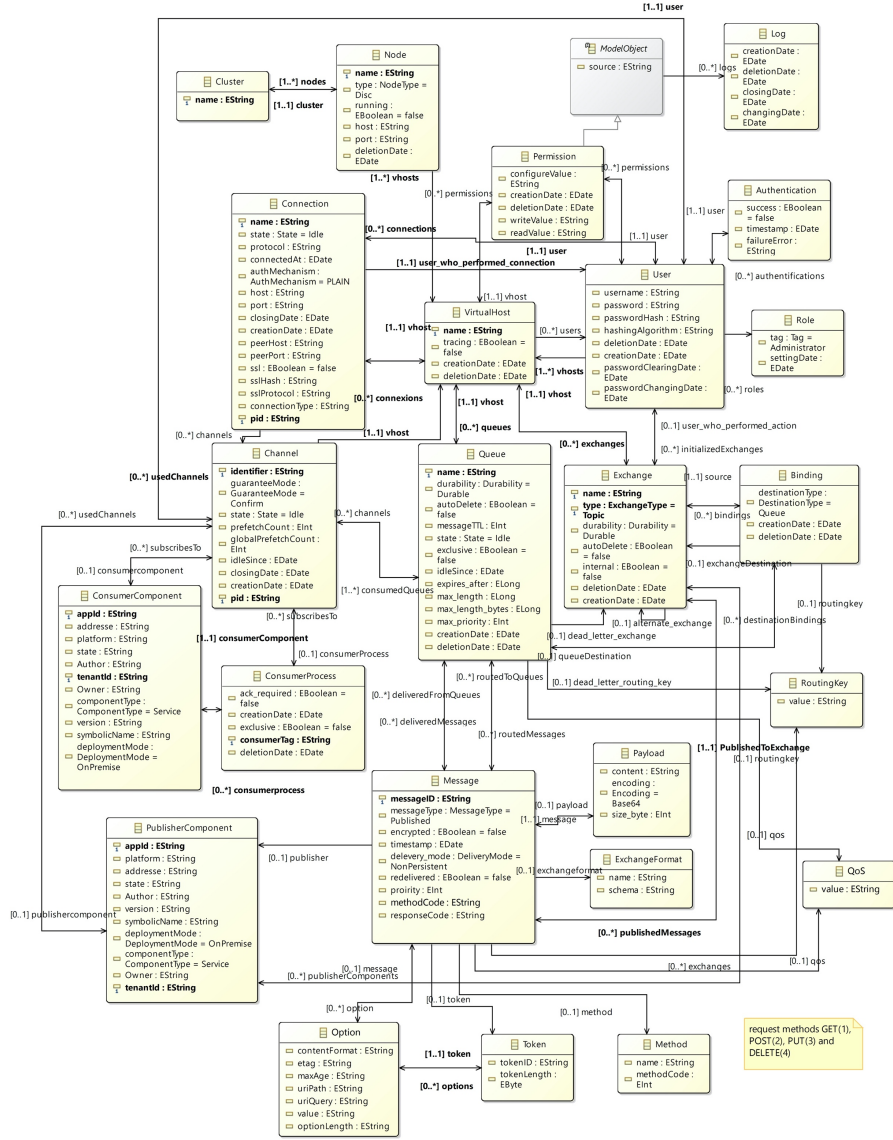 [1..1] user
Log
creationDate :
EDate
deletionDate :
EDate
closingDate :
EDate
changingDate :
EDate
ModelObject
source : EString
[0..*] logs
Node
name : EString
type : NodeType =
Disc
running :
EBoolean = false
host : EString
port : EString
deletionDate :
EDate
Cluster
name : EString
[1..*] nodes
[1..1] cluster
[1..*] vhosts
Permission
configureValue :
EString
creationDate : EDate
deletionDate : EDate
writeValue : EString
readValue : EString
[0..*] permissions
[0..*] permissions
Authentication
success : EBoolean
= false
timestamp : EDate
failureError :
EString
[1..1] user
[1..1] user
[0..*] authentifications
Connection
name : EString
state : State = Idle
protocol : EString
connectedAt : EDate
authMechanism :
AuthMechanism = PLAIN
host : EString
port : EString
closingDate : EDate
creationDate : EDate
peerHost : EString
peerPort : EString
ssl : EBoolean = false
sslHash : EString
sslProtocol : EString
connectionType : EString
pid : EString
[0..*] connections
[1..1] user
[1..1] user_who_performed_connection
[1..1] vhost
User
username : EString
password : EString
passwordHash : EString
hashingAlgorithm : EString
deletionDate : EDate
creationDate : EDate
passwordClearingDate
: EDate
passwordChangingDate
: EDate
Role
tag : Tag =
Administrator
settingDate :
EDate
[0..*] roles
VirtualHost
name : EString
tracing : EBoolean =
false
creationDate : EDate
deletionDate : EDate
[1..1] vhost
[0..*] users
[1..*] vhosts
[0..*] connexions
[1..1] vhost
[1..1] vhost
[1..1] vhost
[0..*] queues
[0..*] exchanges
[0..1] user_who_performed_action
[0..*] initializedExchanges
[0..*] channels
Channel
identifier : EString
guaranteeMode :
GuaranteeMode =
Confirm
state : State = Idle
prefetchCount : EInt
globalPrefetchCount :
EInt
idleSince : EDate
closingDate : EDate
creationDate : EDate
pid : EString
[0..*] usedChannels
[0..*] usedChannels
[0..*] channels
[1..*] consumedQueues
Queue
name : EString
durability : Durability =
Durable
autoDelete : EBoolean =
false
messageTTL : EInt
state : State = Idle
exclusive : EBoolean =
false
idleSince : EDate
expires_after : ELong
max_length : ELong
max_length_bytes : ELong
max_priority : EInt
creationDate : EDate
deletionDate : EDate
Exchange
name : EString
type : ExchangeType =
Topic
durability : Durability =
Durable
autoDelete : EBoolean
= false
internal : EBoolean =
false
deletionDate : EDate
creationDate : EDate
[0..1] source
[0..*] bindings
Binding
destinationType :
DestinationType =
Queue
creationDate : EDate
deletionDate : EDate
[0..1] exchangeDestination
[0..*] destinationBindings
[0..1] routingkey
[0..1] alternate_exchange
[0..1] dead_letter_exchange
[0..1] queueDestination
[0..1] dead_letter_routing_key
RoutingKey
value : EString
[0..*] subscribesTo
[0..1] consumercomponent
ConsumerComponent
appId : EString
addresse : EString
platform : EString
state : EString
Author : EString
tenantId : EString
Owner : EString
componentType :
ComponentType = Service
version : EString
symbolicName : EString
deploymentMode :
DeploymentMode =
OnPremise
[0..*] subscribesTo
[1..1] consumerComponent
[0..1] consumerProcess
ConsumerProcess
ack_required : EBoolean =
false
creationDate : EDate
exclusive : EBoolean = false
consumerTag : EString
deletionDate : EDate
[0..*] consumerprocess
[0..*] routedToQueues
[0..*] deliveredFromQueues
[0..*] deliveredMessages
[0..*] routedMessages
[1..1] PublishedToExchange
[0..1] routingkey
Message
messageID : EString
messageType : MessageType =
Published
encrypted : EBoolean = false
timestamp : EDate
delevery_mode : DeliveryMode =
NonPersistent
redelivered : EBoolean = false
proirity : EInt
methodCode : EString
responseCode : EString
Payload
content : EString
encoding :
Encoding =
Base64
size_byte : EInt
[0..1] payload
[1..1] message
ExchangeFormat
name : EString
schema : EString
[0..1] exchangeformat
[0..1] qos
QoS
value : EString
PublisherComponent
appId : EString
platform : EString
addresse : EString
state : EString
Author : EString
version : EString
symbolicName : EString
deploymentMode :
DeploymentMode = OnPremise
componentType :
ComponentType = Service
Owner : EString
tenantId : EString
[0..1] publisher
[0..1] publishercomponent
[0..*] publisherComponents
[0..*] publishedMessages
[0..*] exchanges
[0..1] qos
[0..1] message
[0..*] option
[0..1] token
[0..1] method
Option
contentFormat : EString
etag : EString
maxAge : EString
uriPath : EString
uriQuery : EString
value : EString
optionLength : EString
[1..1] token
[0..*] options
Token
tokenID : EString
tokenLength :
EByte
Method
name : EString
methodCode :
EInt
request methods GET(1),
POST(2), PUT(3) and
DELETE(4)